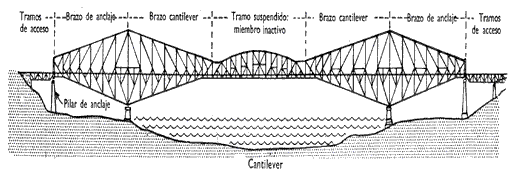 Tramos de acceso
Brazo de anclaje
Brazo cantilever
Tramo suspendido: miembro inactivo
Brazo cantilever
Brazo de anclaje
Tramos de acceso
Pilar de anclaje
Cantilever